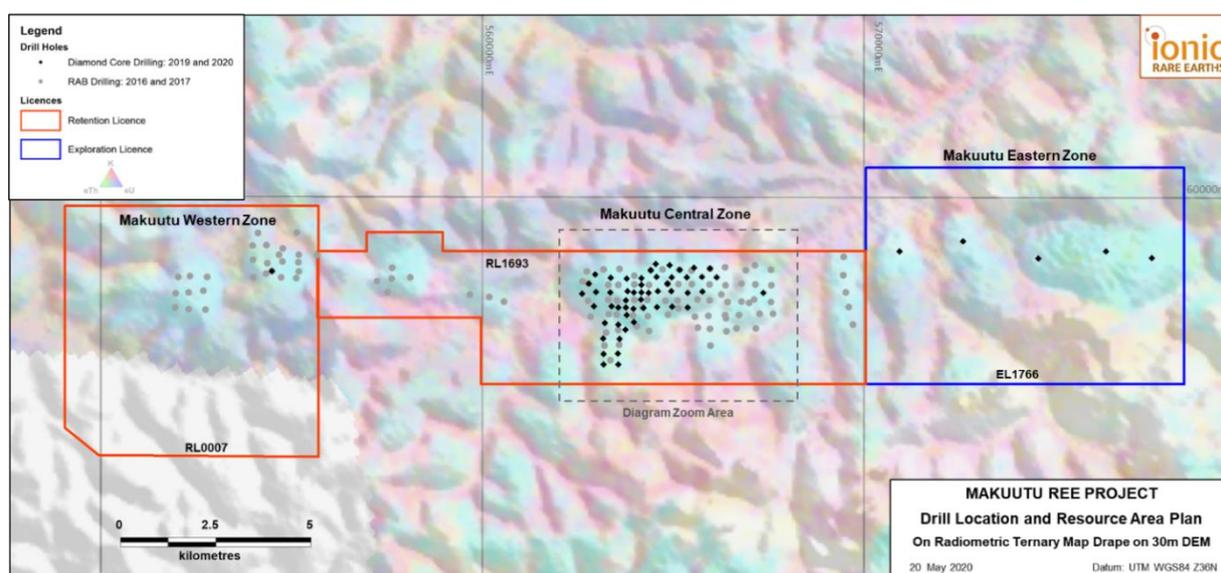 Legend
Drill Holes
Diamond Core Drilling: 2019 and 2020
RAB Drilling: 2016 and 2017
Licences
Retention Licence
Exploration Licence
K
eTh eU
560000mE
570000mE
ionic
RARE EARTHS
Makuutu Eastern Zone
60000m
Makuutu Western Zone
Makuutu Central Zone
RL1693
EL1766
Diagram Zoom Area
RL0007
0 2.5 5
kilometres
MAKUUTU REE PROJECT
Drill Location and Resource Area Plan
On Radiometric Ternary Map Drape on 30m DEM
20 May 2020 Datum: UTM WGS84 Z36N